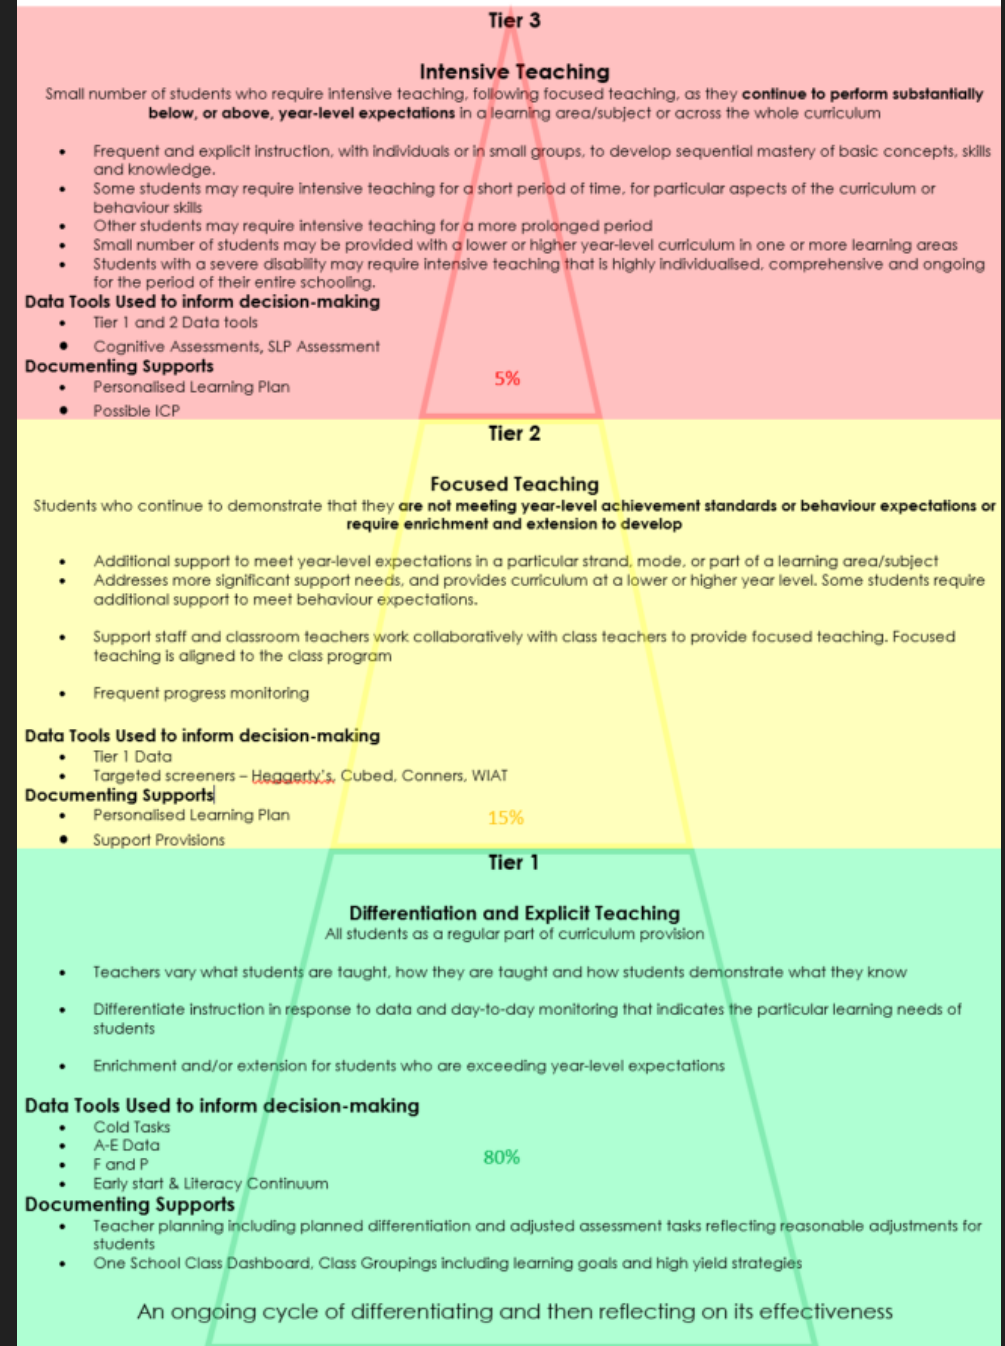 Tier 3
Intensive Teaching
Small number of students who require intensive teaching, following focused teaching, as they continue to perform substantially
below, or above, year-level expectations in a learning area/subject or across the whole curriculum
• Frequent and explicit instruction, with individuals or in small groups, to develop sequential mastery of basic concepts, skills
and knowledge.
• Some students may require intensive teaching for a short period of time, for particular aspects of the curriculum or
behaviour skills
• Other students may require intensive teaching for a more prolonged period
• Small number of students may be provided with a lower or higher year-level curriculum in one or more learning areas
• Students with a severe disability may require intensive teaching that is highly individualised, comprehensive and ongoing
for the period of their entire schooling.
Data Tools Used to inform decision-making
• Tier 1 and 2 Data tools
• Cognitive Assessments, SLP Assessment
Documenting Supports
• Personalised Learning Plan
5%
• Possible ICP
Tier 2
Focused Teaching
Students who continue to demonstrate that they are not meeting year-level achievement standards or behaviour expectations or
require enrichment and extension to develop
• Additional support to meet year-level expectations in a particular strand, mode, or part of a learning area/subject
• Addresses more significant support needs, and provides curriculum at a lower or higher year level. Some students require
additional support to meet behaviour expectations.
• Support staff and classroom teachers work collaboratively with class teachers to provide focused teaching. Focused
teaching is aligned to the class program
• Frequent progress monitoring
Data Tools Used to inform decision-making
• Tier 1 Data
• Targeted screeners – Heggerty's, Cubed, Conners, WIAT
Documenting Supports
• Personalised Learning Plan
15%
• Support Provisions
Tier 1
Differentiation and Explicit Teaching
All students as a regular part of curriculum provision
• Teachers vary what students are taught, how they are taught and how students demonstrate what they know
• Differentiate instruction in response to data and day-to-day monitoring that indicates the particular learning needs of
students
• Enrichment and/or extension for students who are exceeding year-level expectations
Data Tools Used to inform decision-making
• Cold Tasks
• A-E Data
• F and P
80%
• Early start & Literacy Continuum
Documenting Supports
• Teacher planning including planned differentiation and adjusted assessment tasks reflecting reasonable adjustments for
students
• One School Class Dashboard, Class Groupings including learning goals and high yield strategies
An ongoing cycle of differentiating and then reflecting on its effectiveness